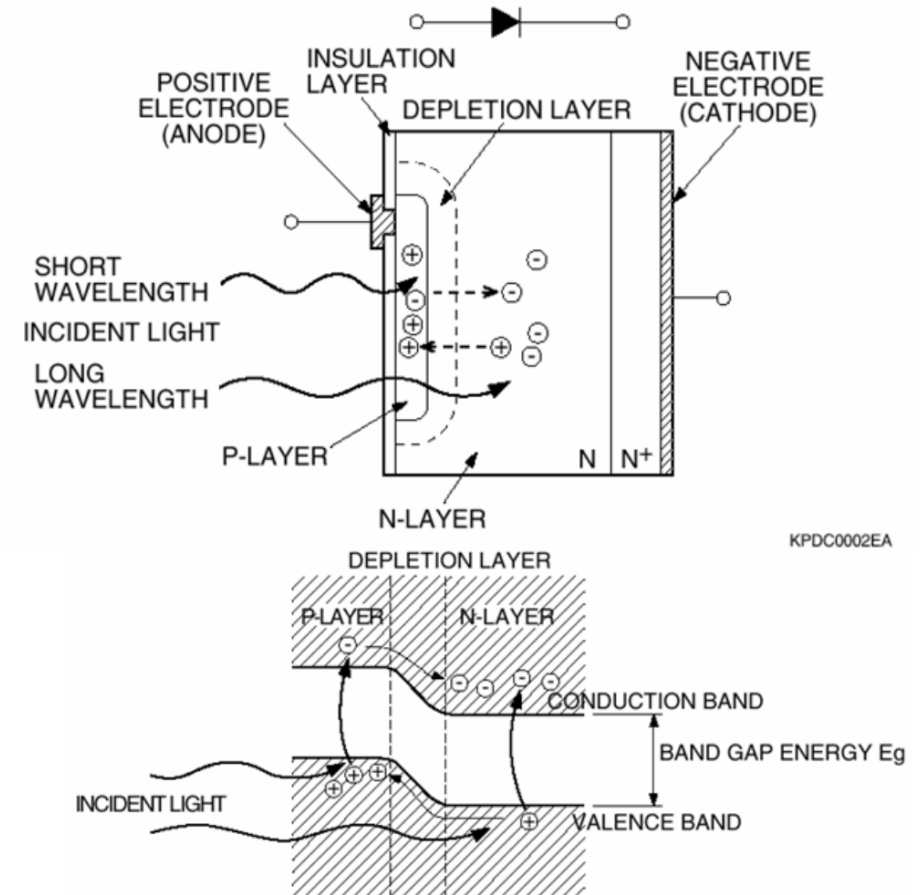 INSULATION
LAYER
POSITIVE
ELECTRODE
(ANODE)
DEPLETION LAYER
NEGATIVE
ELECTRODE
(CATHODE)
SHORT
WAVELENGTH
INCIDENT LIGHT
LONG
WAVELENGTH
P-LAYER
N
N+
N-LAYER
KPDC0002EA
DEPLETION LAYER
P-LAYER
N-LAYER
CONDUCTION BAND
BAND GAP ENERGY Eg
INCIDENT LIGHT
VALENCE BAND